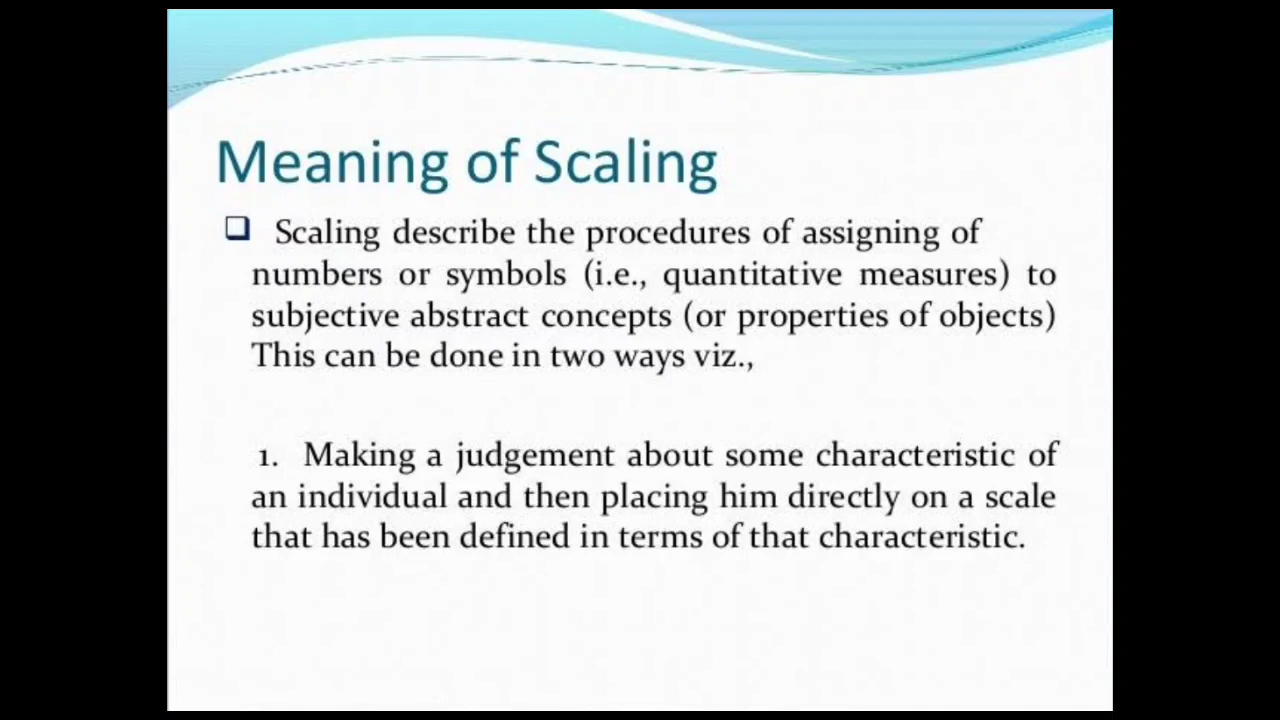 Meaning of Scaling
Scaling describe the procedures of assigning of
numbers or symbols (i.e., quantitative measures) to
subjective abstract concepts (or properties of objects)
This can be done in two ways viz.,
1. Making a judgement about some characteristic of
an individual and then placing him directly on a scale
that has been defined in terms of that characteristic.